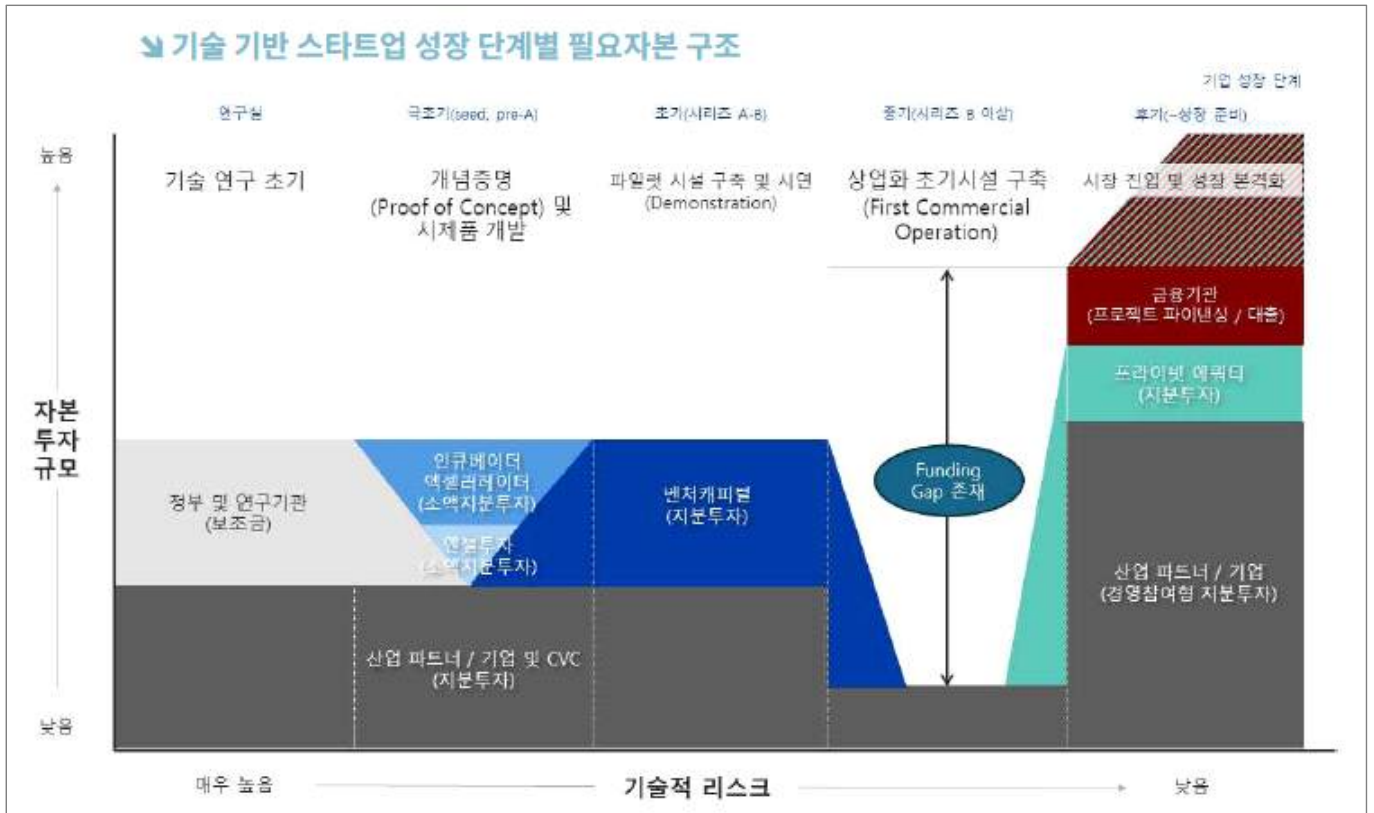 기술 기반 스타트업 성장 단계별 필요자본 구조
기업 성장 단계
연구실
극초기(seed, pre-A)
초기(시리즈 A-B)
중기(시리즈 B 이상)
후기(~상장 준비)
높음
기술 연구 초기
개념증명
(Proof of Concept) 및
시제품 개발
파일럿 시설 구축 및 시연
(Demonstration)
상업화 초기시설 구축
(First Commercial
Operation)
시장 진입 및 성장 본격화
금융기관
(프로젝트 파이낸싱 / 대출)
프라이빗 에쿼티
(지분투자)
자본
투자
규모
정부 및 연구기관
(보조금)
인큐베이터
액셀러레이터
(소액지분투자)
엔젤투자
(소액지분투자)
벤처캐피털
(지분투자)
Funding
Gap 존재
산업 파트너 / 기업
(경영참여형 지분투자)
산업 파트너 / 기업 및 CVC
(지분투자)
낮음
매우 높음
기술적 리스크
낮음